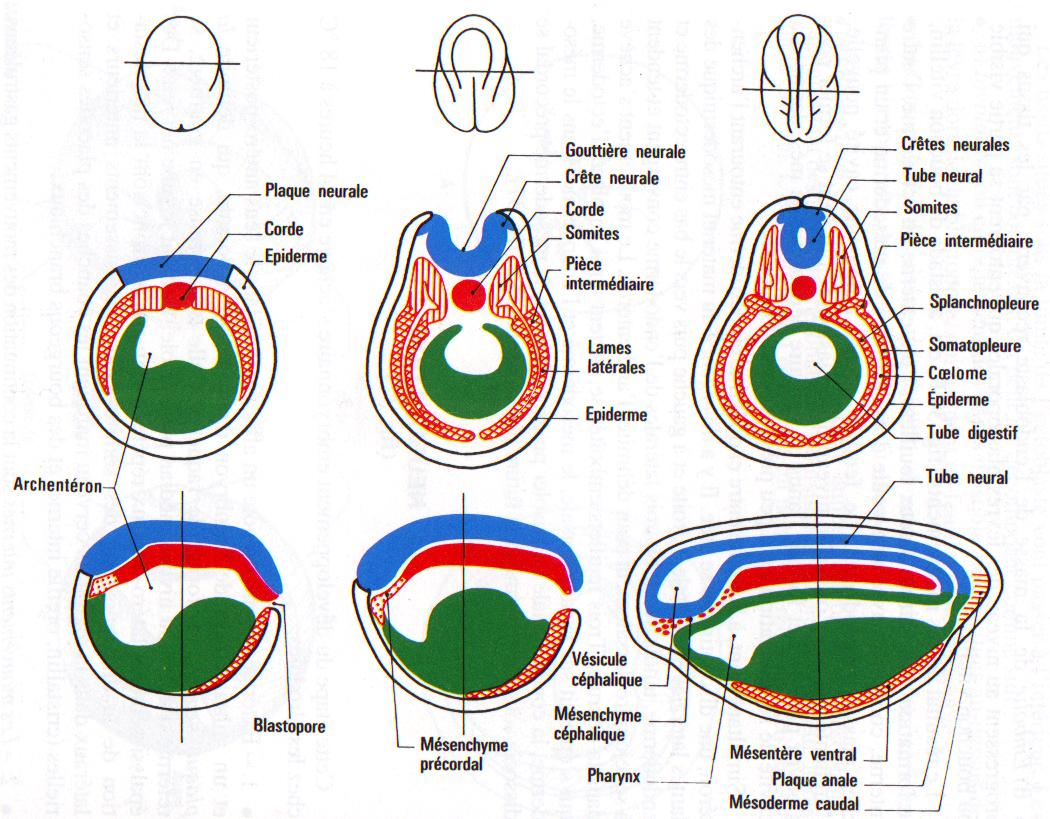 Plaque neurale
Corde
Epiderme
Gouttière neurale
Crête neurale
Corde
Somites
Pièce
intermédiaire
Lames
latérales
Epiderme
Crêtes neurales
Tube neural
Somites
Pièce intermédiaire
Splanchnopleure
Somatopleure
Cœlome
Épiderme
Tube digestif
Archentéron
Blastopore
Mésenchyme
précordal
Tube neural
Vésicule
céphalique
Mésenchyme
céphalique
Pharynx
Mésentère ventral
Plaque anale
Mésoderme caudal